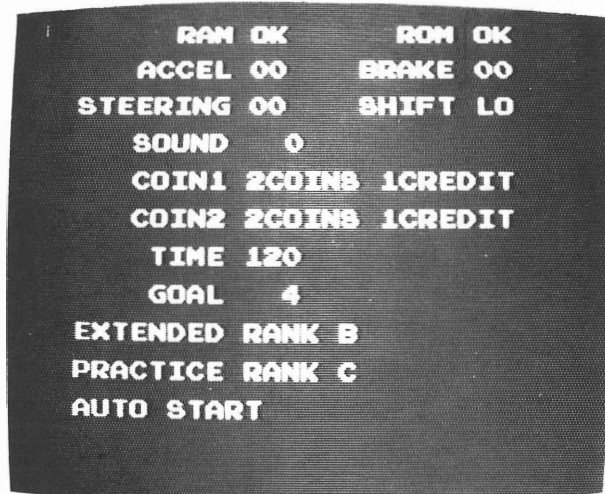 RAM OK ROM OK
ACCEL 00 BRAKE 00
STEERING 00 SHIFT LO
SOUND 0
COIN1 2COINS 1CREDIT
COIN2 2COINS 1CREDIT
TIME 120
GOAL 4
EXTENDED RANK B
PRACTICE RANK C
AUTO START